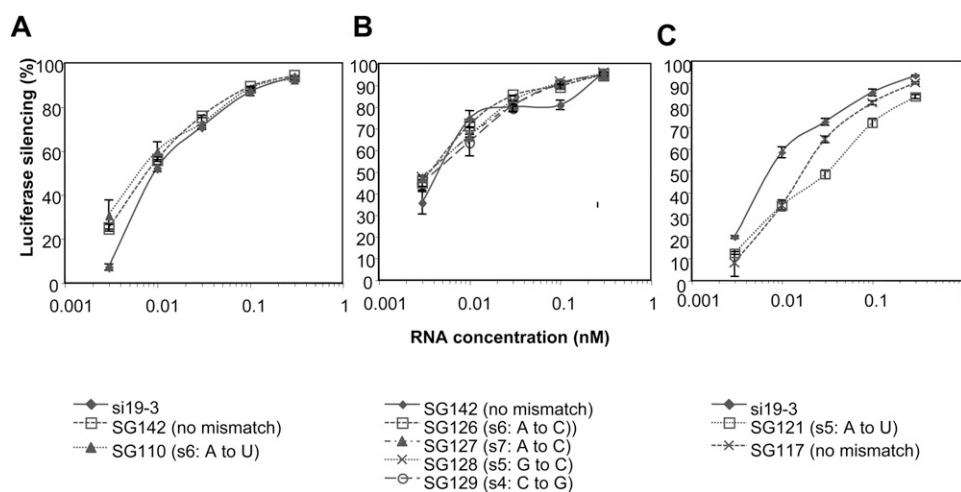 A
B
C
Luciferase silencing (%)
100
80
60
40
20
0
0.001
0.01
0.1
1
100
90
80
70
60
50
40
30
20
10
0
0.001
0.01
0.1
1
100
90
80
70
60
50
40
30
20
10
0
0.001
0.01
0.1
1
RNA concentration (nM)
si19-3
SG142 (no mismatch)
SG110 (s6: A to U)
SG142 (no mismatch)
SG126 (s6: A to C))
SG127 (s7: A to C)
SG128 (s5: G to C)
SG129 (s4: C to G)
si19-3
SG121 (s5: A to U)
SG117 (no mismatch)